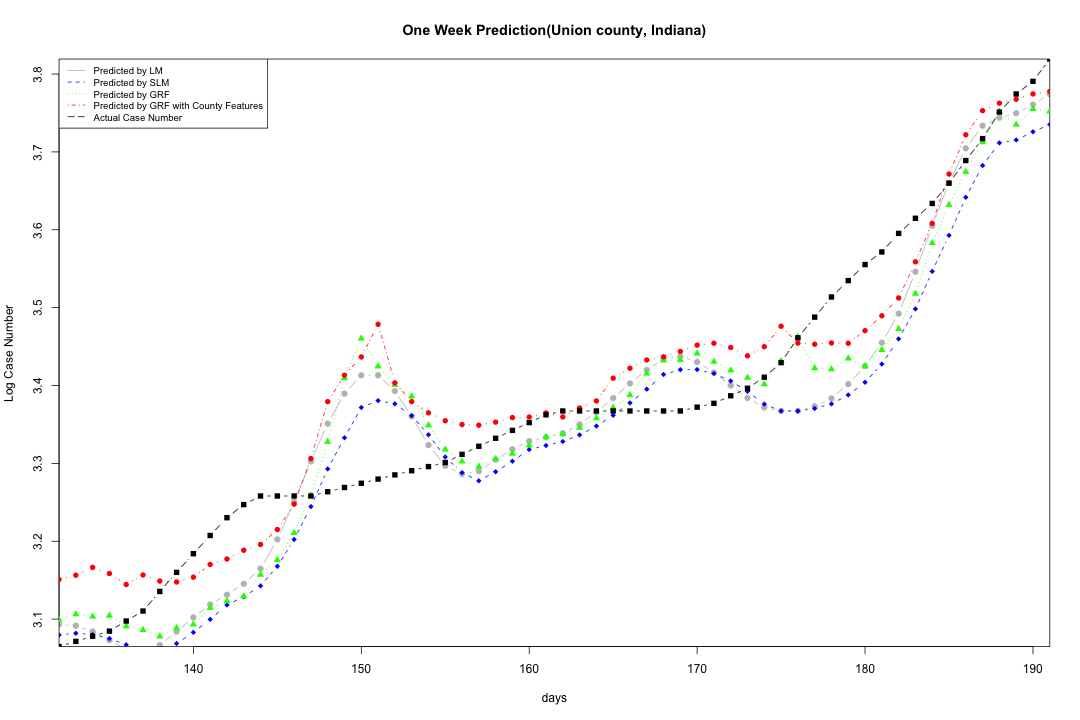 One Week Prediction(Union county, Indiana)
Predicted by LM
Predicted by SLM
Predicted by GRF
Predicted by GRF with County Features
Actual Case Number
3.8
3.7
3.6
3.5
3.4
3.3
3.2
3.1
Log Case Number
140 150 160 170 180 190
days